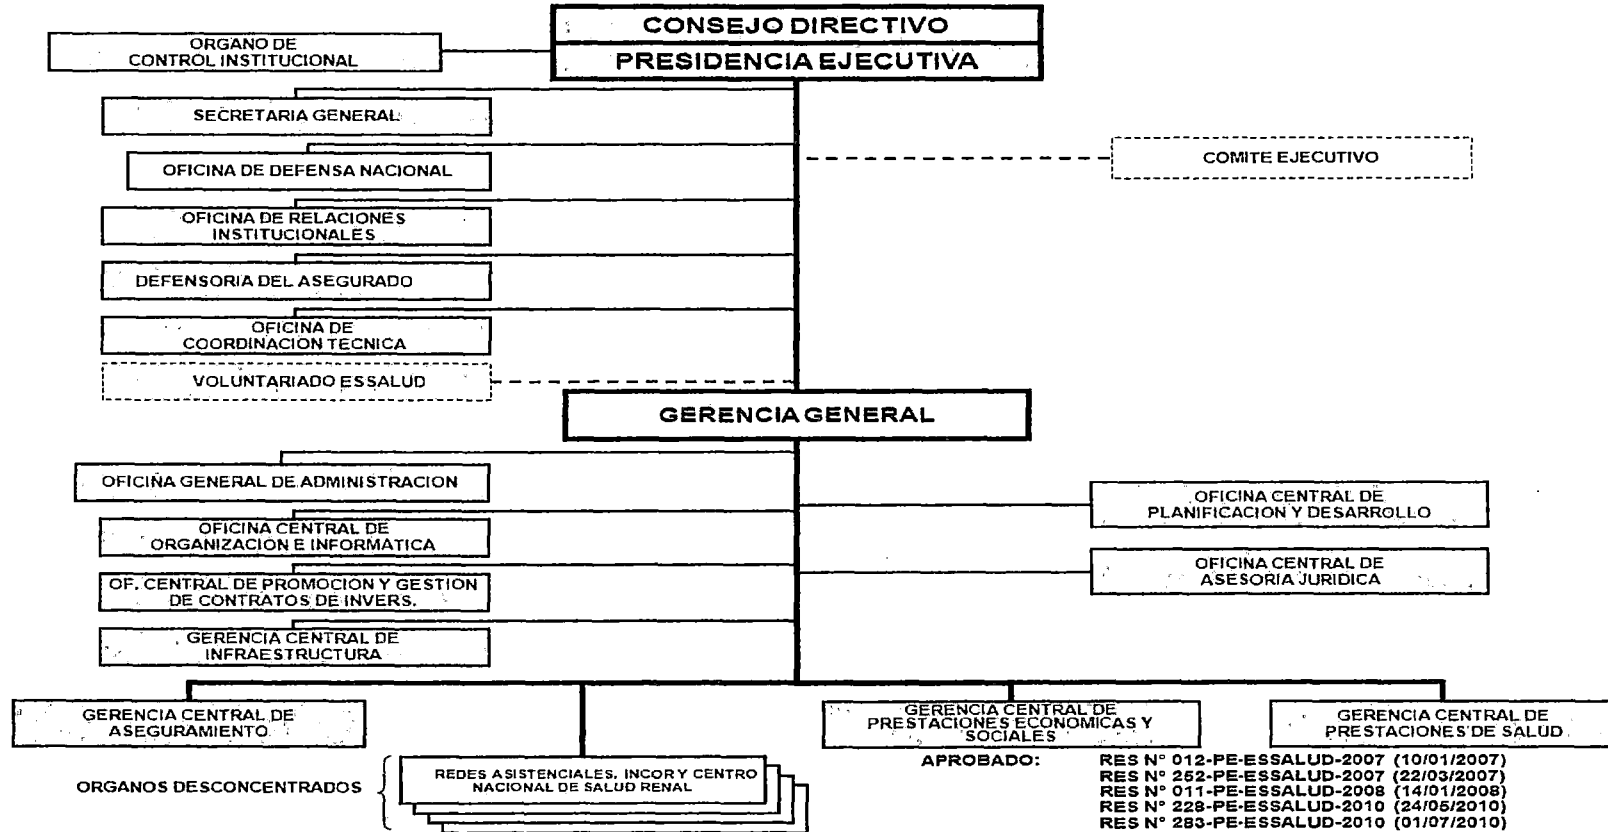 CONSEJO DIRECTIVO
PRESIDENCIA EJECUTIVA
ORGANO DE
CONTROL INSTITUCIONAL
SECRETARIA GENERAL
OFICINA DE DEFENSA NACIONAL
COMITE EJECUTIVO
OFICINA DE RELACIONES
INSTITUCIONALES
DEFENSORIA DEL ASEGURADO
OFICINA DE
COORDINACION TECNICA
VOLUNTARIADO ESSALUD
GERENCIA GENERAL
OFICINA GENERAL DE ADMINISTRACION
OFICINA CENTRAL DE
PLANIFICACION Y DESARROLLO
OFICINA CENTRAL DE
ORGANIZACION E INFORMATICA
OFICINA CENTRAL DE
ASESORIA JURIDICA
OF. CENTRAL DE PROMOCION Y GESTION
DE CONTRATOS DE INVERS.
GERENCIA CENTRAL DE
INFRAESTRUCTURA
GERENCIA CENTRAL DE
ASEGURAMIENTO
GERENCIA CENTRAL DE
PRESTACIONES ECONOMICAS Y
SOCIALES
GERENCIA CENTRAL DE
PRESTACIONES DE SALUD
ORGANOS DESCONCENTRADOS
REDES ASISTENCIALES, INCOR Y CENTRO
NACIONAL DE SALUD RENAL
APROBADO:
RES N° 012-PE-ESSALUD-2007 (10/01/2007)
RES N° 252-PE-ESSALUD-2007 (22/03/2007)
RES N° 011-PE-ESSALUD-2008 (14/01/2008)
RES N° 228-PE-ESSALUD-2010 (24/05/2010)
RES N° 283-PE-ESSALUD-2010 (01/07/2010)